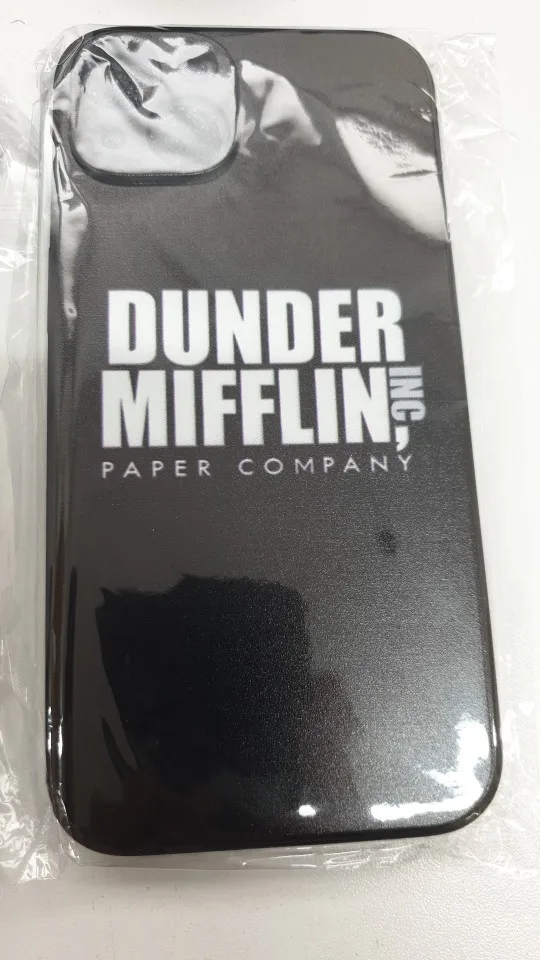 DUNDER
MIFFLIN, INC
PAPER COMPANY